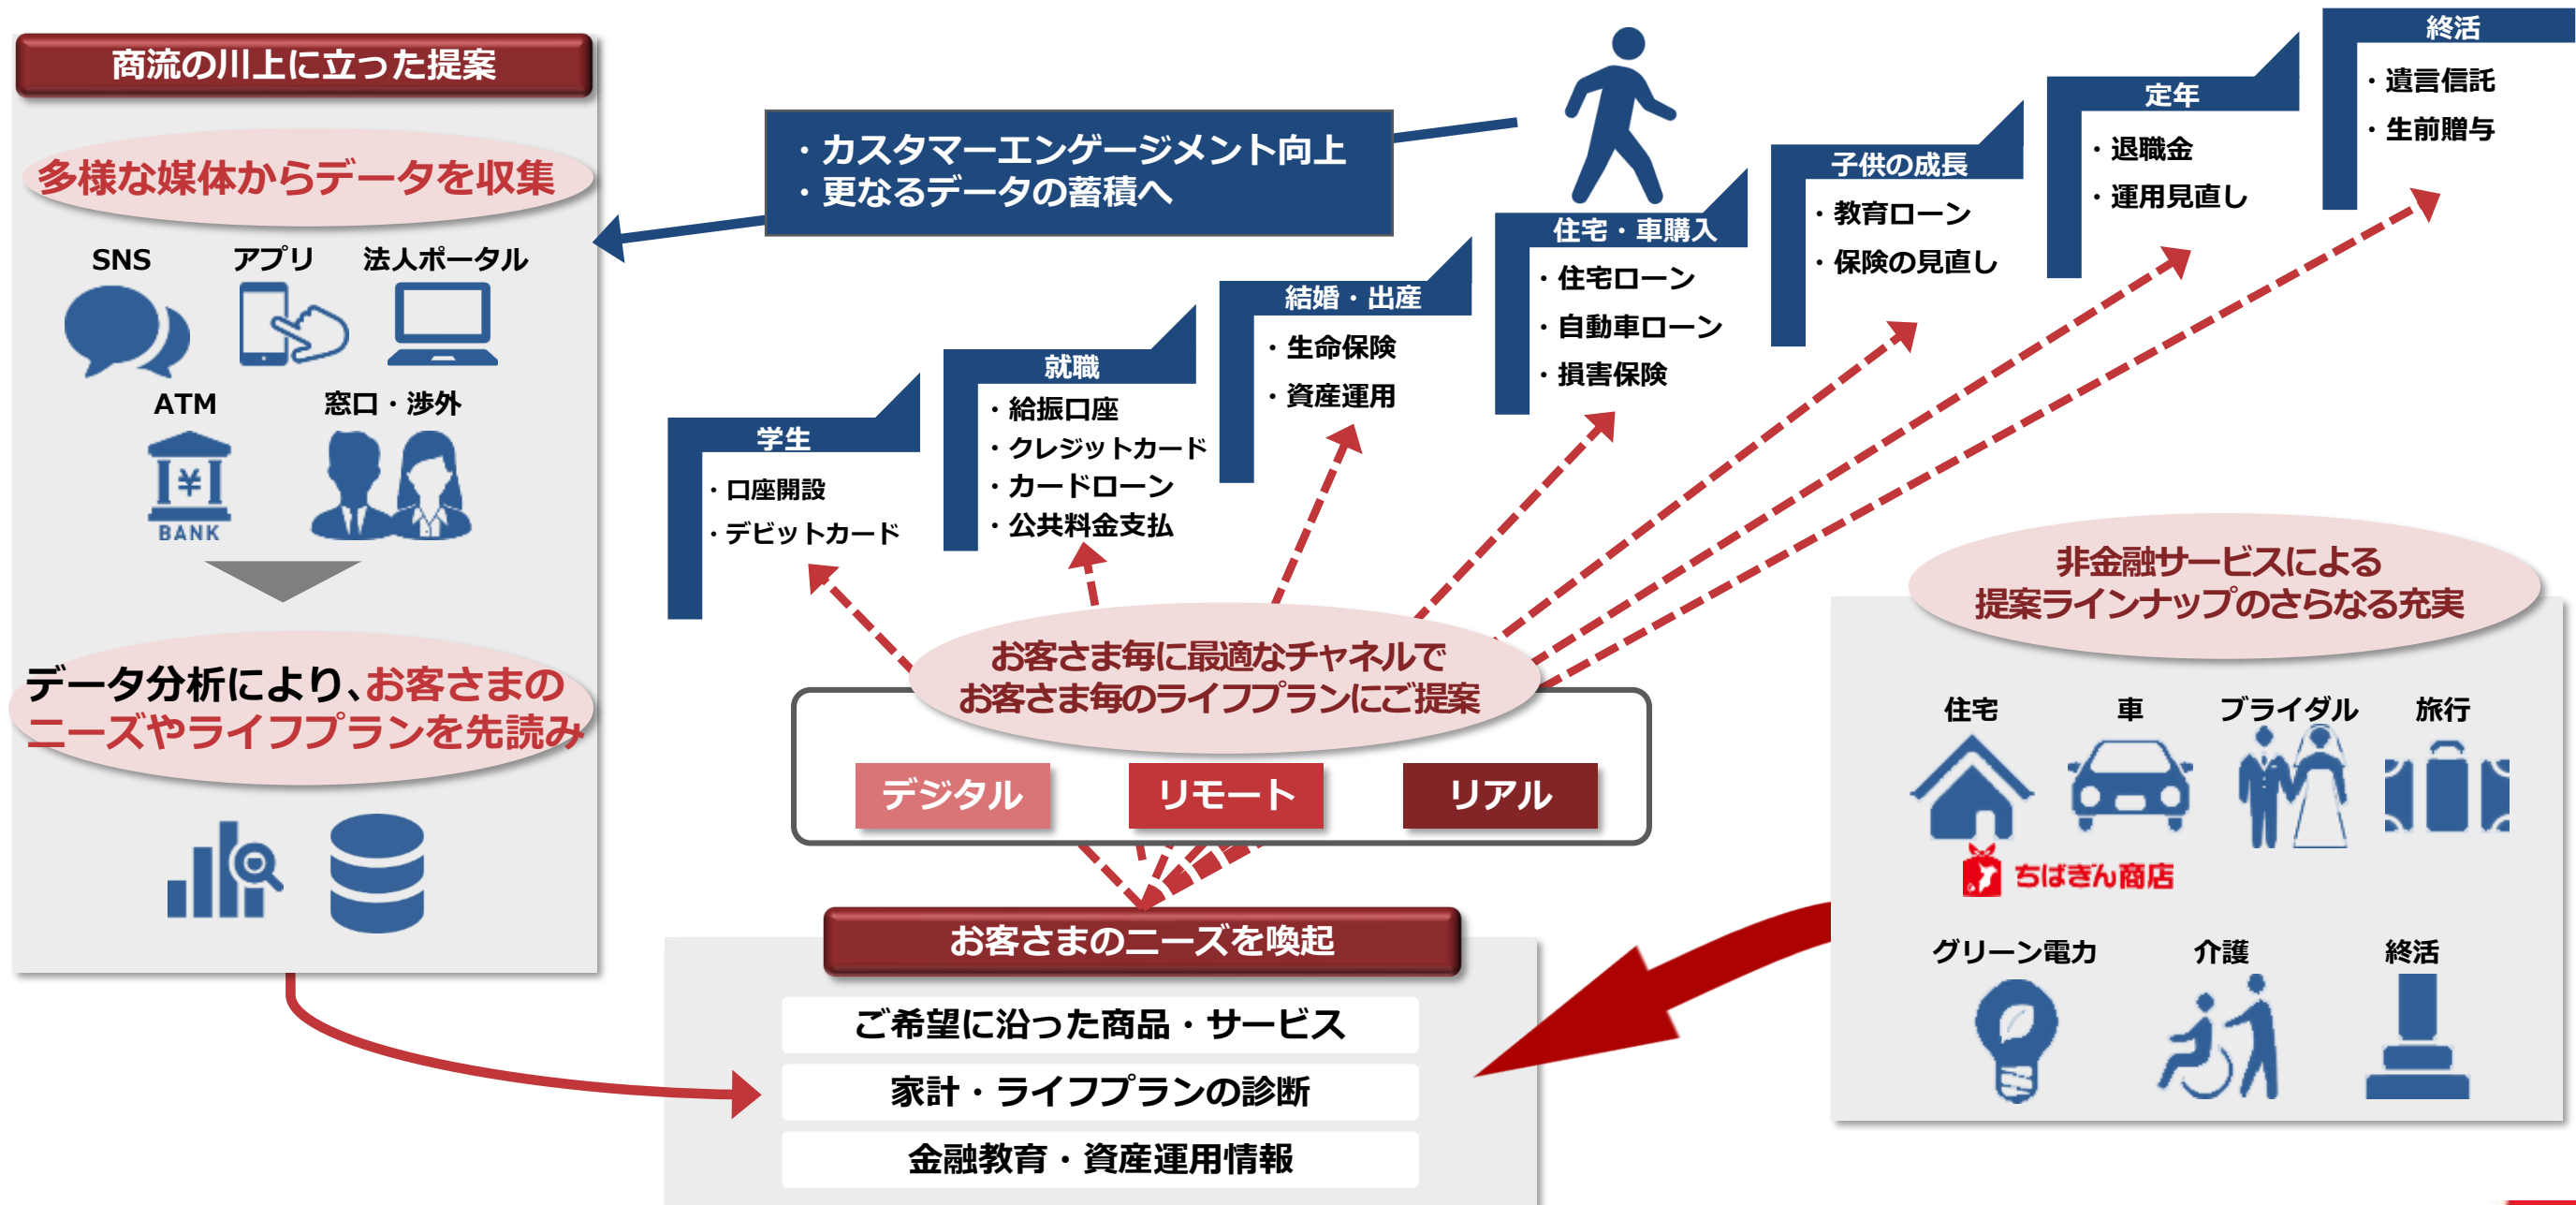 商流の川上に立った提案
多様な媒体からデータを収集
SNS
アプリ
法人ポータル
ATM
窓口・渉外
¥
BANK
データ分析により、お客さまの
ニーズやライフプランを先読み
・カスタマーエンゲージメント向上
・更なるデータの蓄積へ
学生
・口座開設
・デビットカード
就職
・給振口座
・クレジットカード
・カードローン
・公共料金支払
結婚・出産
・生命保険
・資産運用
住宅・車購入
・住宅ローン
・自動車ローン
・損害保険
子供の成長
・教育ローン
・保険の見直し
定年
・退職金
・運用見直し
終活
・遺言信託
・生前贈与
お客さま毎に最適なチャネルで
お客さま毎のライフプランにご提案
デジタル
リモート
リアル
お客さまのニーズを喚起
ご希望に沿った商品・サービス
家計・ライフプランの診断
金融教育・資産運用情報
非金融サービスによる
提案ラインナップのさらなる充実
住宅
車
ブライダル
旅行
ちばぎん商店
グリーン電力
介護
終活